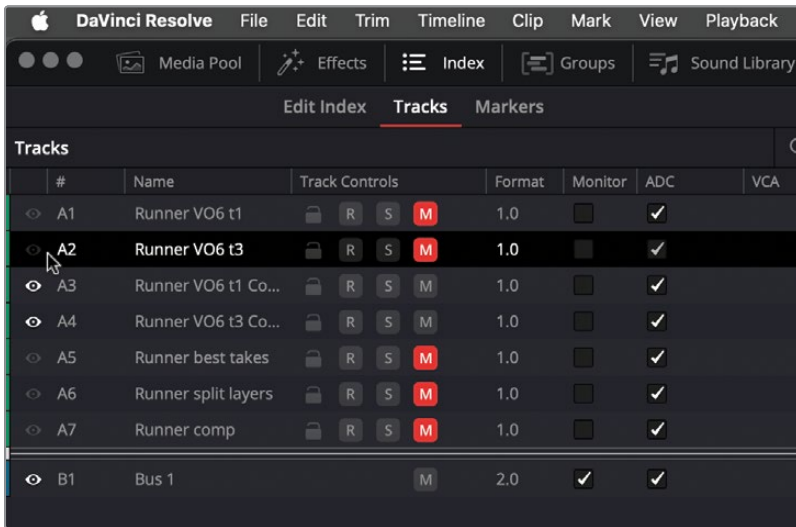 DaVinci Resolve File Edit Trim Timeline Clip Mark View Playback
Media Pool Effects Index Groups Sound Library
Edit Index Tracks Markers
Tracks
# Name Track Controls Format Monitor ADC VCA
A1 Runner VO6 t1 R S M 1.0
A2 Runner VO6 t3 R S M 1.0
A3 Runner VO6 t1 Co... R S M 1.0
A4 Runner VO6 t3 Co... R S M 1.0
A5 Runner best takes R S M 1.0
A6 Runner split layers R S M 1.0
A7 Runner comp R S M 1.0
B1 Bus 1 M 2.0